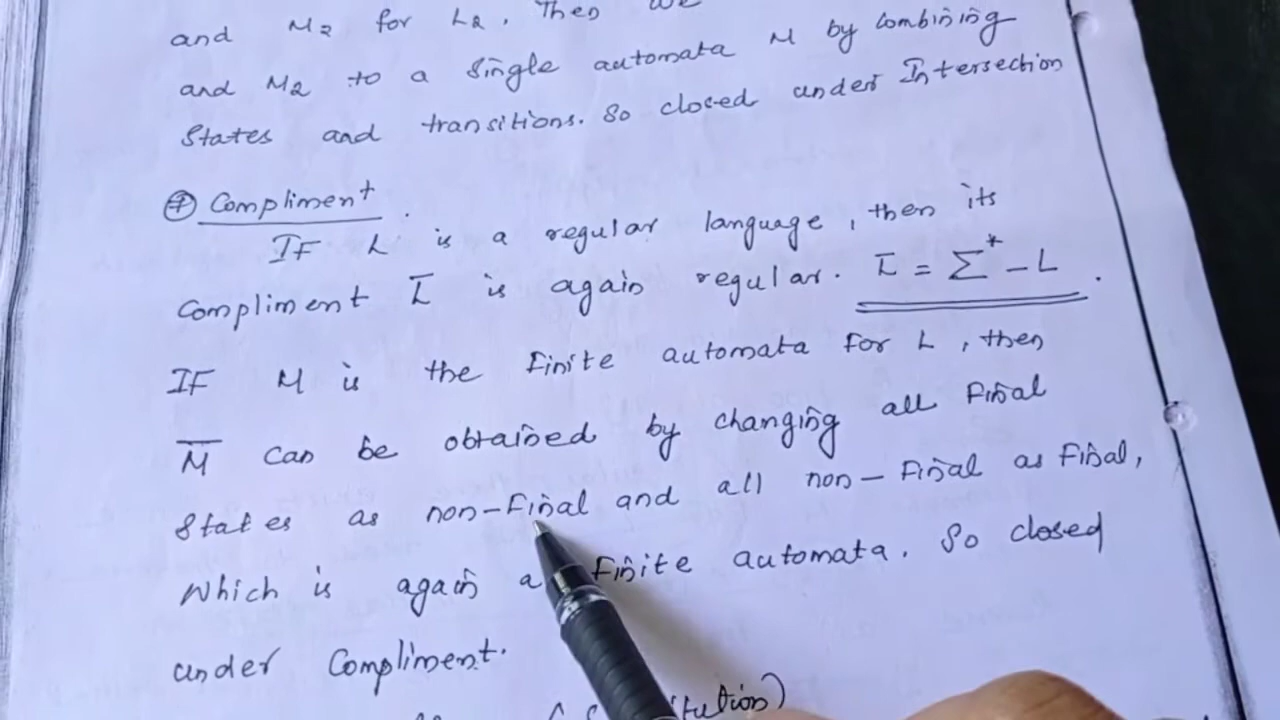 and M2 for L2. Then we
and M2 to a single automata M by combining
states and transitions. So closed under Intersection
⑦ Compliment
IF L is a regular language, then its
Compliment L̅ is again regular. L̅ = Σ* – L.
IF M is the Finite automata for L, then
M̅ can be obtained by changing all Final
states as non-Final and all non-Final as Final,
Which is again a Finite automata. So closed
under Compliment.